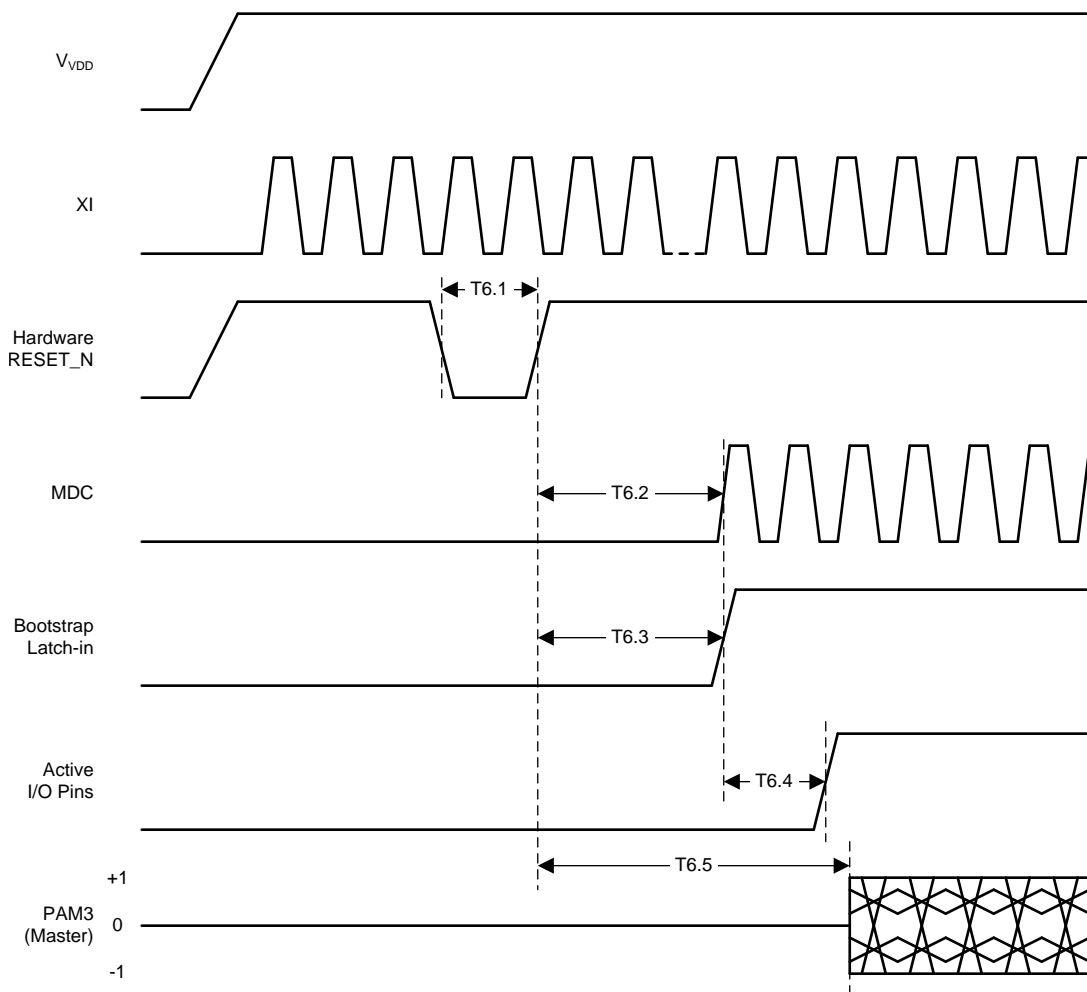 VVDD
XI
T6.1
Hardware
RESET_N
MDC
T6.2
Bootstrap
Latch-in
T6.3
Active
I/O Pins
T6.4
T6.5
+1
PAM3
(Master)
0
-1